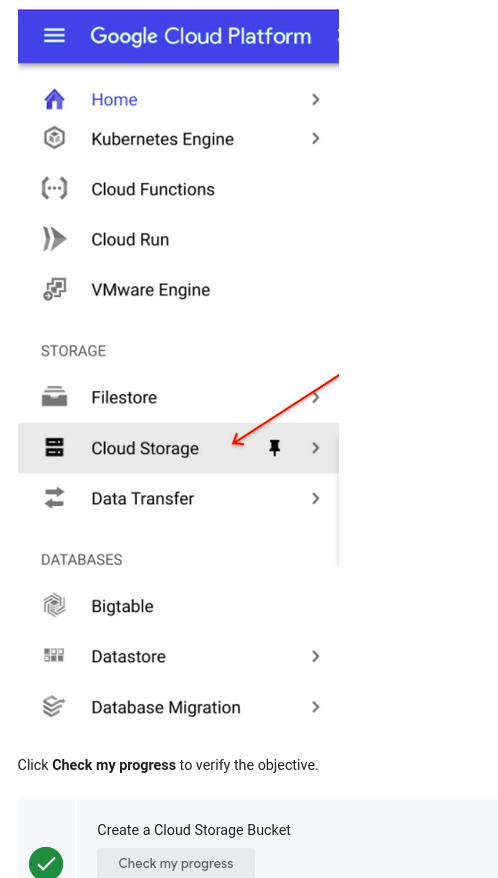 Google Cloud Platform
Home
Kubernetes Engine
Cloud Functions
Cloud Run
VMware Engine
STORAGE
Filestore
Cloud Storage
Data Transfer
DATABASES
Bigtable
Datastore
Database Migration
Click Check my progress to verify the objective.
Create a Cloud Storage Bucket
Check my progress